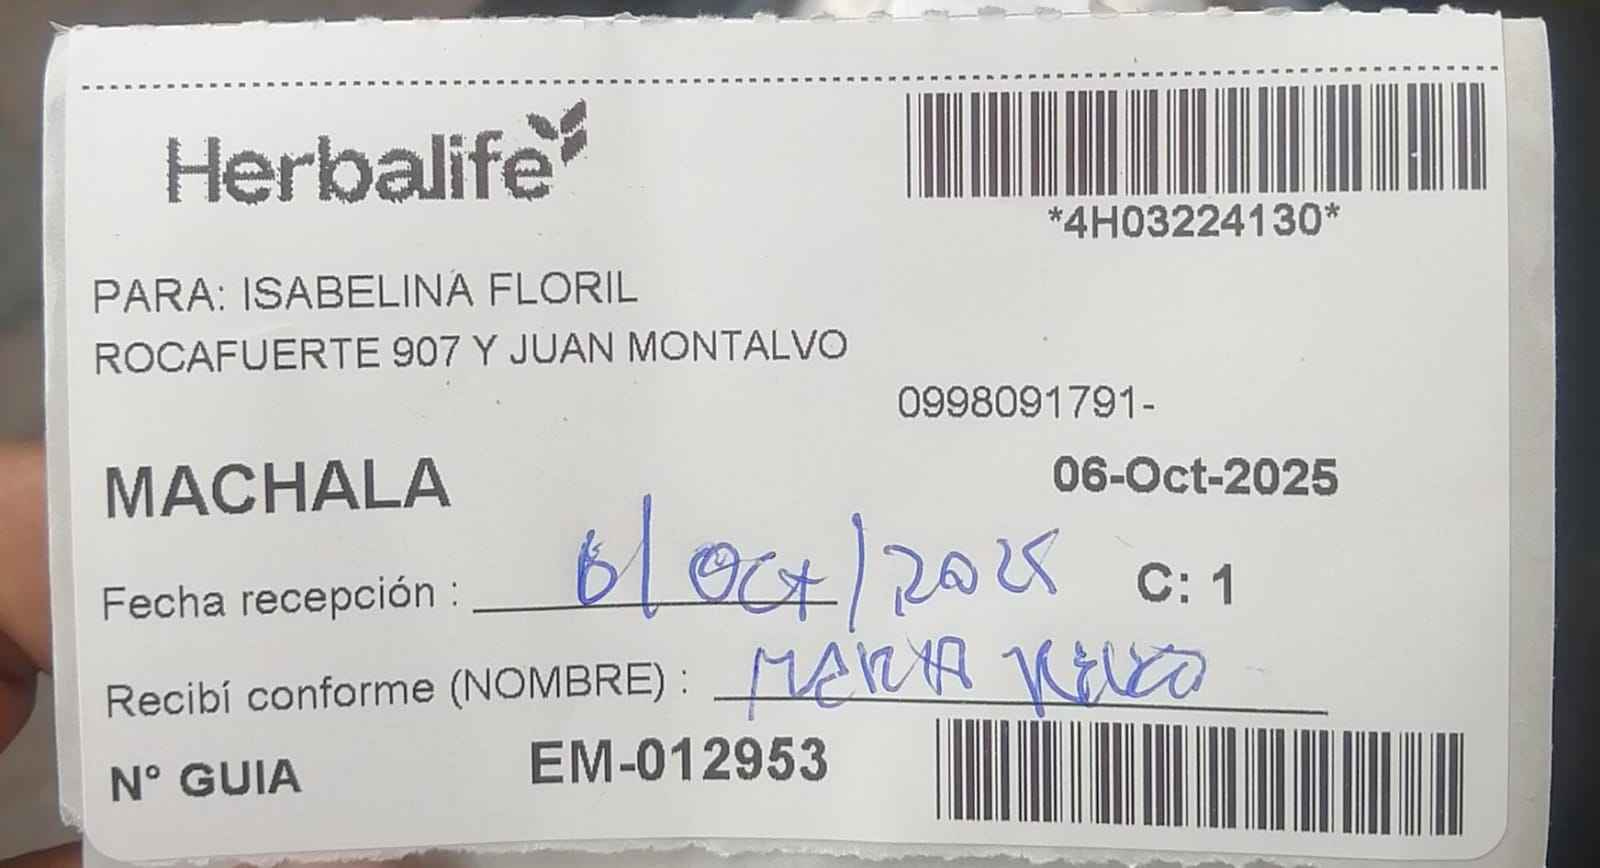 Herbalife
*4H03224130*
PARA: ISABELINA FLORIL
ROCAFUERTE 907 Y JUAN MONTALVO
0998091791-
MACHALA
06-Oct-2025
Fecha recepción : 6/Oct/2025 C: 1
Recibí conforme (NOMBRE) :
N° GUIA EM-012953